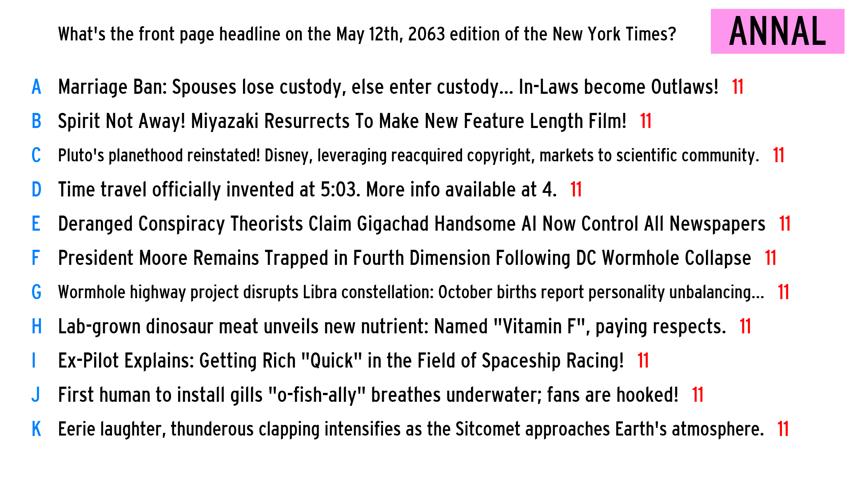 What's the front page headline on the May 12th, 2063 edition of the New York Times?
ANNAL
A Marriage Ban: Spouses lose custody, else enter custody... In-Laws become Outlaws! 11
B Spirit Not Away! Miyazaki Resurrects To Make New Feature Length Film! 11
C Pluto's planethood reinstated! Disney, leveraging reacquired copyright, markets to scientific community. 11
D Time travel officially invented at 5:03. More info available at 4. 11
E Deranged Conspiracy Theorists Claim Gigachad Handsome AI Now Control All Newspapers 11
F President Moore Remains Trapped in Fourth Dimension Following DC Wormhole Collapse 11
G Wormhole highway project disrupts Libra constellation: October births report personality unbalancing... 11
H Lab-grown dinosaur meat unveils new nutrient: Named "Vitamin F", paying respects. 11
I Ex-Pilot Explains: Getting Rich "Quick" in the Field of Spaceship Racing! 11
J First human to install gills "o-fish-ally" breathes underwater; fans are hooked! 11
K Eerie laughter, thunderous clapping intensifies as the Sitcomet approaches Earth's atmosphere. 11